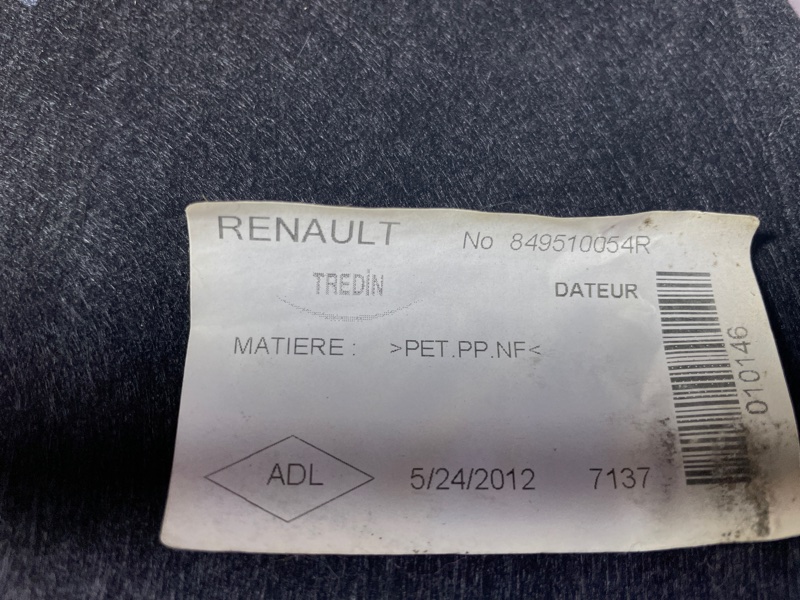 RENAULT No 849510054R
TREDİN DATEUR
MATIERE : >PET.PP.NF<
010146
ADL 5/24/2012 7137